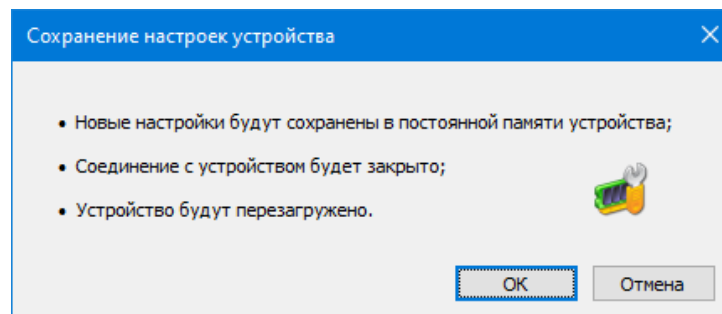 Сохранение настроек устройства
• Новые настройки будут сохранены в постоянной памяти устройства;
• Соединение с устройством будет закрыто;
• Устройство будут перезагружено.
OK Отмена